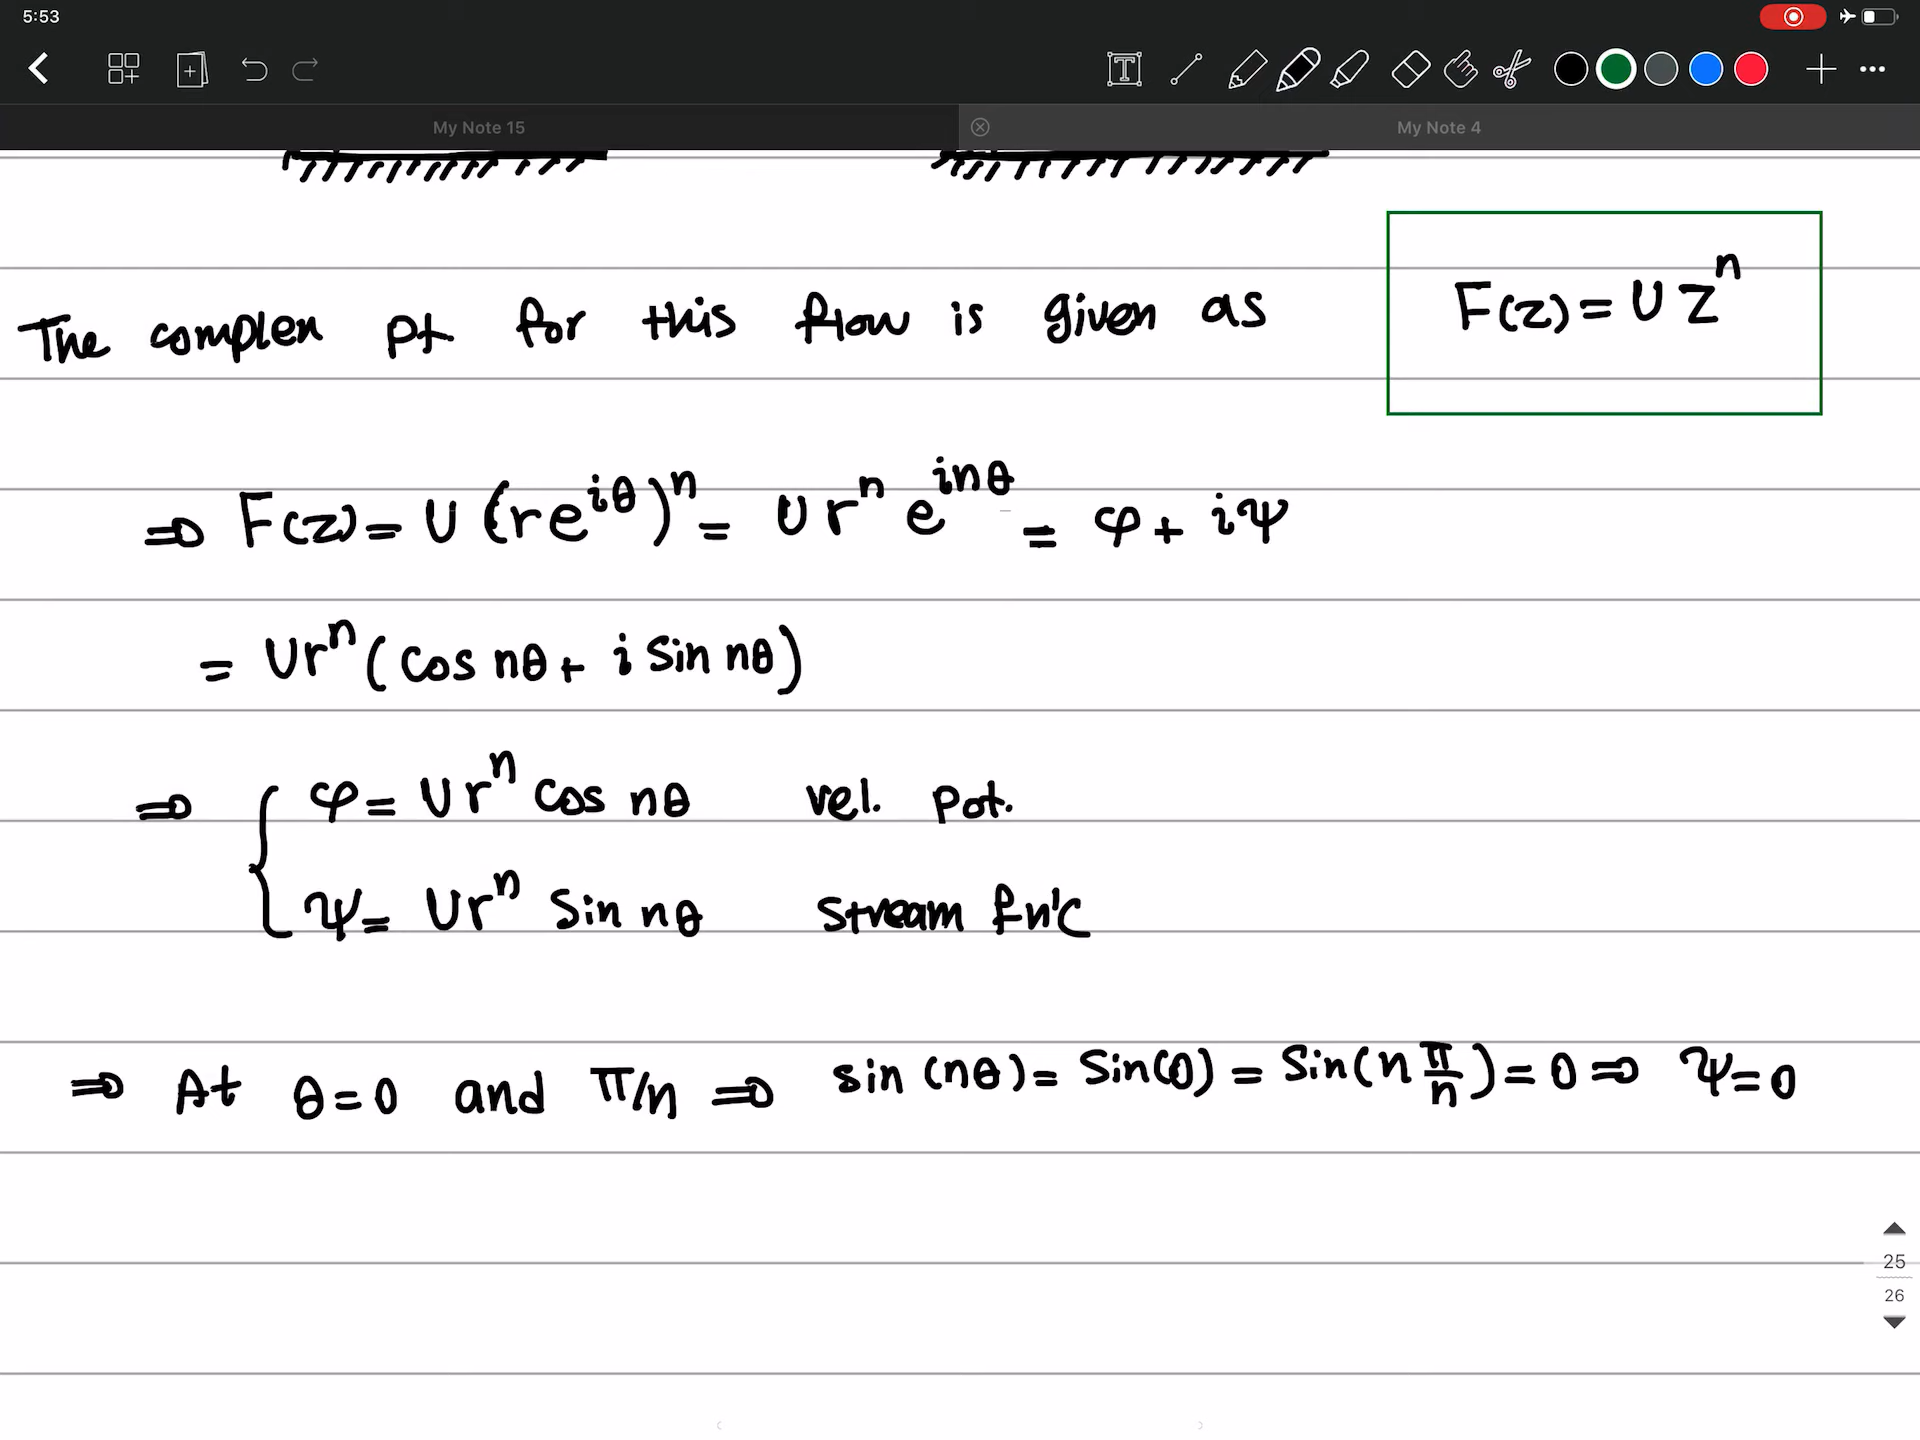 5:53
My Note 15
My Note 4
The complex pt for this flow is given as F(z) = U z^n
⇒ F(z) = U (re^{iθ})^n = U r^n e^{inθ} = φ + iψ
= Ur^n (cos nθ + i sin nθ)
⇒ { φ = Ur^n cos nθ vel. pot.
ψ = Ur^n sin nθ stream fn'c
⇒ At θ=0 and π/n ⇒ sin (nθ) = sin(0) = sin(n π/n) = 0 ⇒ ψ=0
25
26